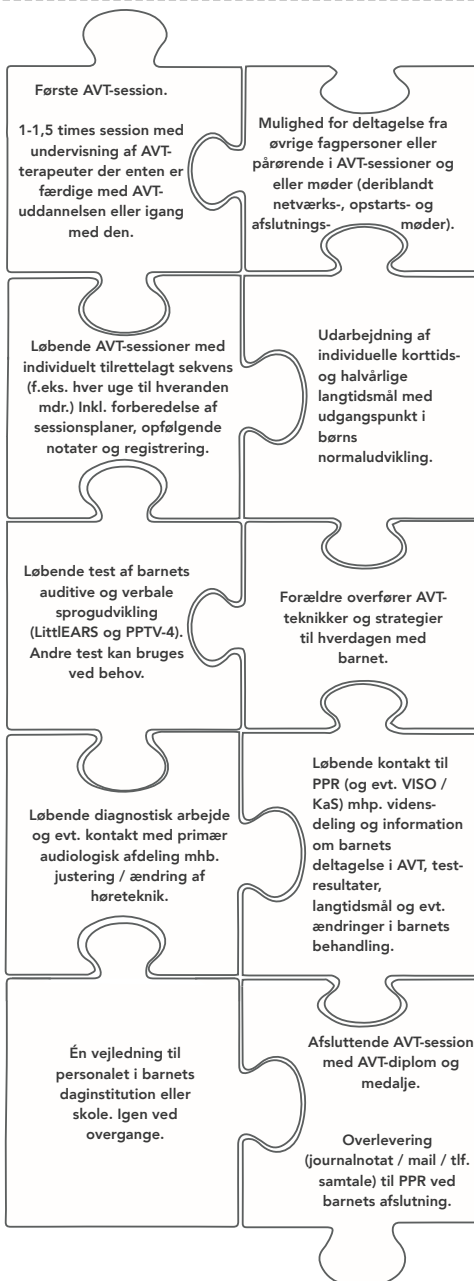 Første AVT-session.
1-1,5 times session med
undervisning af AVT-
terapeuter der enten er
færdige med AVT-
uddannelsen eller igang
med den.
Mulighed for deltagelse fra
øvrige fagpersoner eller
pårørende i AVT-sessioner og
eller møder (deriblandt
netværks-, opstarts- og
afslutnings- møder).
Løbende AVT-sessioner med
individuelt tilrettelagt sekvens
(f.eks. hver uge til hveranden
mdr.) Inkl. forberedelse af
sessionsplaner, opfølgende
notater og registrering.
Udarbejdning af
individuelle korttids-
og halvårlige
langtidsmål med
udgangspunkt i
børns
normaludvikling.
Løbende test af barnets
auditive og verbale
sprogudvikling
(LittlEARS og PPTV-4).
Andre test kan bruges
ved behov.
Forældre overfører AVT-
teknikker og strategier
til hverdagen med
barnet.
Løbende diagnostisk arbejde
og evt. kontakt med primær
audiologisk afdeling mhb.
justering / ændring af
høreteknik.
Løbende kontakt til
PPR (og evt. VISO /
KaS) mhp. videns-
deling og information
om barnets
deltagelse i AVT, test-
resultater,
langtidsmål og evt.
ændringer i barnets
behandling.
Én vejledning til
personalet i barnets
daginstitution eller
skole. Igen ved
overgange.
Afsluttende AVT-session
med AVT-diplom og
medalje.
Overlevering
(journalnotat / mail / tlf.
samtale) til PPR ved
barnets afslutning.